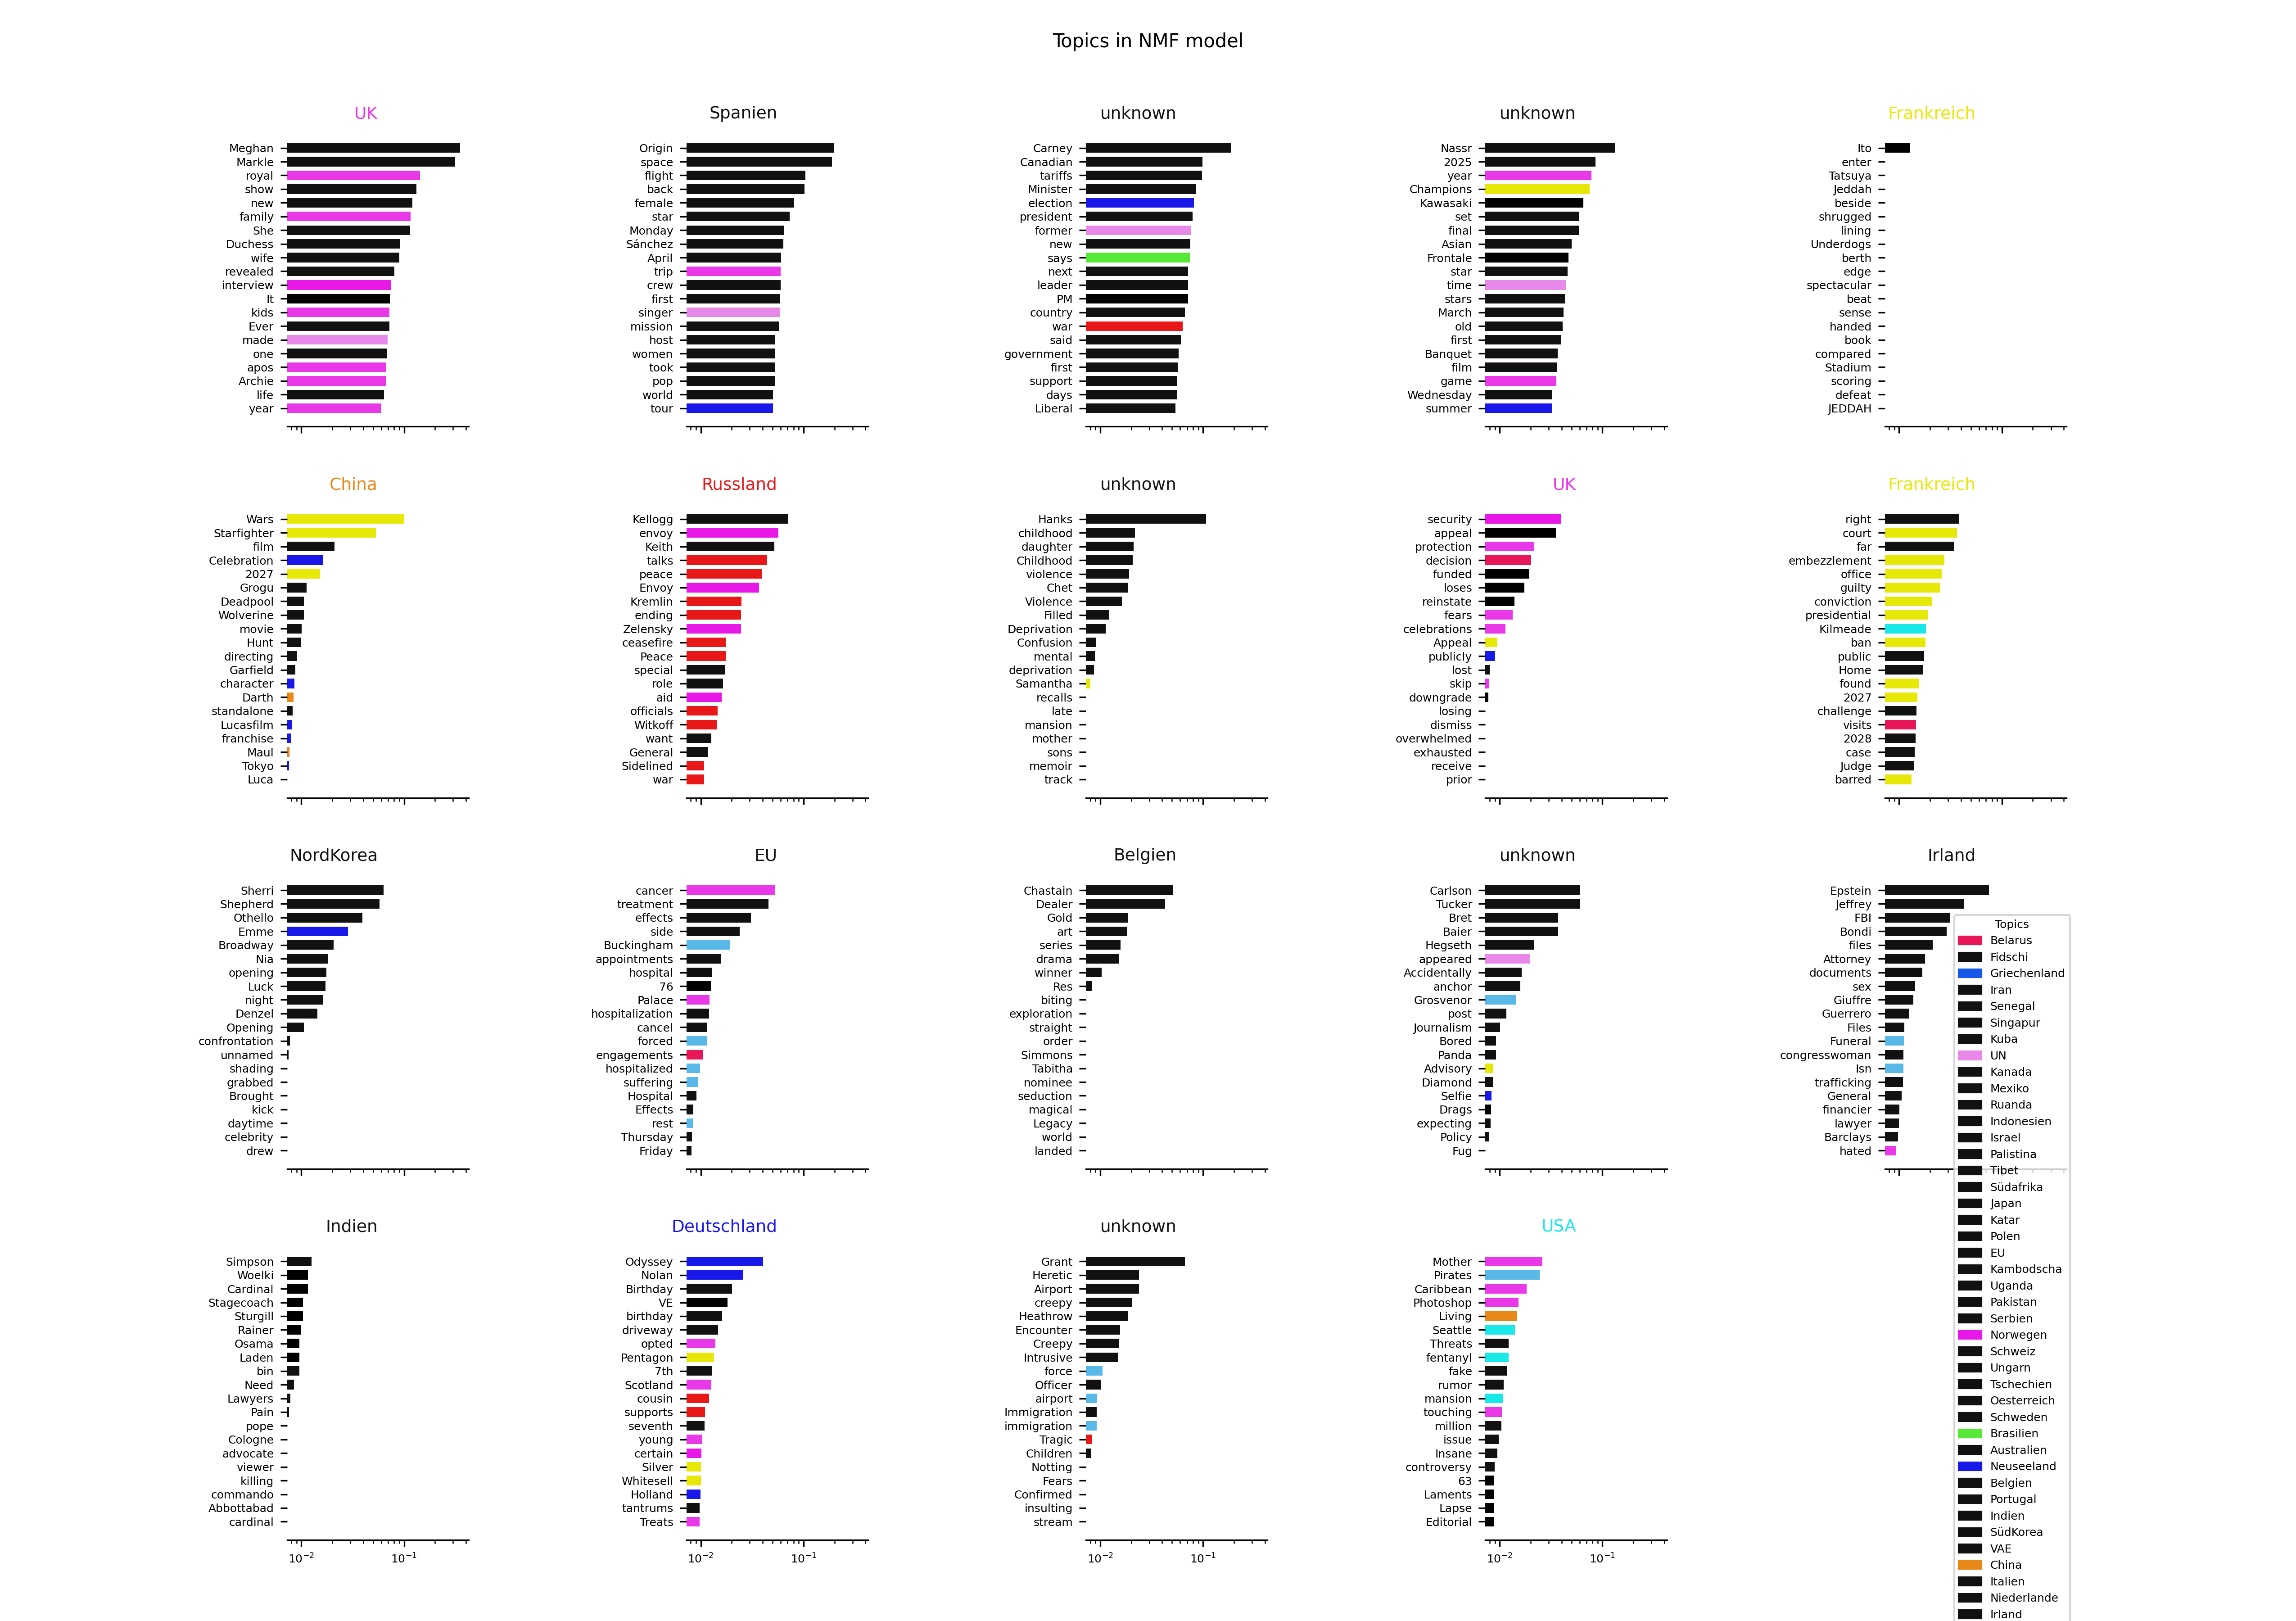 Topics in NMF model
UK
Meghan
Markle
royal
show
new
family
She
Duchess
wife
revealed
interview
It
kids
Ever
made
one
apos
Archie
life
year
Spanien
Origin
space
flight
back
female
star
Monday
Sánchez
April
trip
crew
first
singer
mission
host
women
took
pop
world
tour
unknown
Carney
Canadian
tariffs
Minister
election
president
former
new
says
next
leader
PM
country
war
said
government
first
support
days
Liberal
unknown
Nassr
2025
year
Champions
Kawasaki
set
final
Asian
Frontale
star
time
stars
March
old
first
Banquet
film
game
Wednesday
summer
Frankreich
Ito
enter
Tatsuya
Jeddah
beside
shrugged
lining
Underdogs
berth
edge
spectacular
beat
sense
handed
book
compared
Stadium
scoring
defeat
JEDDAH
China
Wars
Starfighter
film
Celebration
2027
Grogu
Deadpool
Wolverine
movie
Hunt
directing
Garfield
character
Darth
standalone
Lucasfilm
franchise
Maul
Tokyo
Luca
Russland
Kellogg
envoy
Keith
talks
peace
Envoy
Kremlin
ending
Zelensky
ceasefire
Peace
special
role
aid
officials
Witkoff
want
General
Sidelined
war
unknown
Hanks
childhood
daughter
Childhood
violence
Chet
Violence
Filled
Deprivation
Confusion
mental
deprivation
Samantha
recalls
late
mansion
mother
sons
memoir
track
UK
security
appeal
protection
decision
funded
loses
reinstate
fears
celebrations
Appeal
publicly
lost
skip
downgrade
losing
dismiss
overwhelmed
exhausted
receive
prior
Frankreich
right
court
far
embezzlement
office
guilty
conviction
presidential
Kilmeade
ban
public
Home
found
2027
challenge
visits
2028
case
Judge
barred
NordKorea
Sherri
Shepherd
Othello
Emme
Broadway
Nia
opening
Luck
night
Denzel
Opening
confrontation
unnamed
shading
grabbed
Brought
kick
daytime
celebrity
drew
EU
cancer
treatment
effects
side
Buckingham
appointments
hospital
76
Palace
hospitalization
cancel
forced
engagements
hospitalized
suffering
Hospital
Effects
rest
Thursday
Friday
Belgien
Chastain
Dealer
Gold
art
series
drama
winner
Res
biting
exploration
straight
order
Simmons
Tabitha
nominee
seduction
magical
Legacy
world
landed
unknown
Carlson
Tucker
Bret
Baier
Hegseth
appeared
Accidentally
anchor
Grosvenor
post
Journalism
Bored
Panda
Advisory
Diamond
Selfie
Drags
expecting
Policy
Fug
Irland
Epstein
Jeffrey
FBI
Bondi
files
Attorney
documents
sex
Giuffre
Guerrero
Files
Funeral
congresswoman
Isn
trafficking
General
financier
lawyer
Barclays
hated
Indien
Simpson
Woelki
Cardinal
Stagecoach
Sturgill
Rainer
Osama
Laden
bin
Need
Lawyers
Pain
pope
Cologne
advocate
viewer
killing
commando
Abbottabad
cardinal
10⁻² 10⁻¹
Deutschland
Odyssey
Nolan
Birthday
VE
birthday
driveway
opted
Pentagon
7th
Scotland
cousin
supports
seventh
young
certain
Silver
Whitesell
Holland
tantrums
Treats
10⁻² 10⁻¹
unknown
Grant
Heretic
Airport
creepy
Heathrow
Encounter
Creepy
Intrusive
force
Officer
airport
Immigration
immigration
Tragic
Children
Notting
Fears
Confirmed
insulting
stream
10⁻² 10⁻¹
USA
Mother
Pirates
Caribbean
Photoshop
Living
Seattle
Threats
fentanyl
fake
rumor
mansion
touching
million
issue
Insane
controversy
63
Laments
Lapse
Editorial
10⁻² 10⁻¹
Topics
Belarus
Fidschi
Griechenland
Iran
Senegal
Singapur
Kuba
UN
Kanada
Mexiko
Ruanda
Indonesien
Israel
Palistina
Tibet
Südafrika
Japan
Katar
Polen
EU
Kambodscha
Uganda
Pakistan
Serbien
Norwegen
Schweiz
Ungarn
Tschechien
Oesterreich
Schweden
Brasilien
Australien
Neuseeland
Belgien
Portugal
Indien
SüdKorea
VAE
China
Italien
Niederlande
Irland